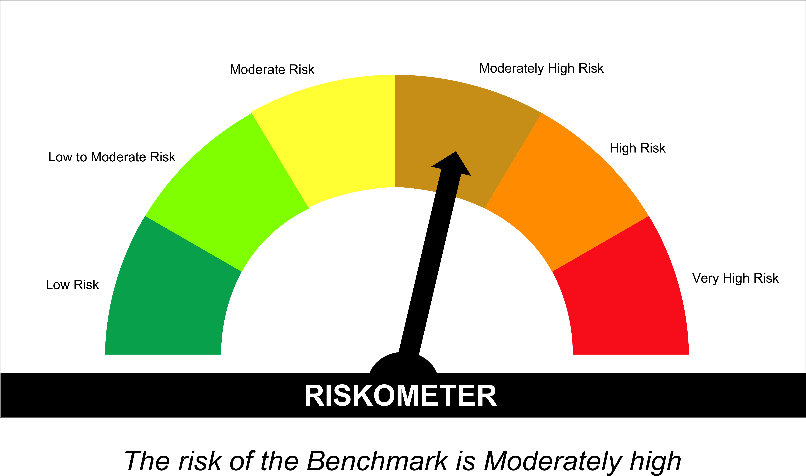 Moderate Risk
Moderately High Risk
Low to Moderate Risk
High Risk
Low Risk
Very High Risk
RISKOMETER
The risk of the Benchmark is Moderately high